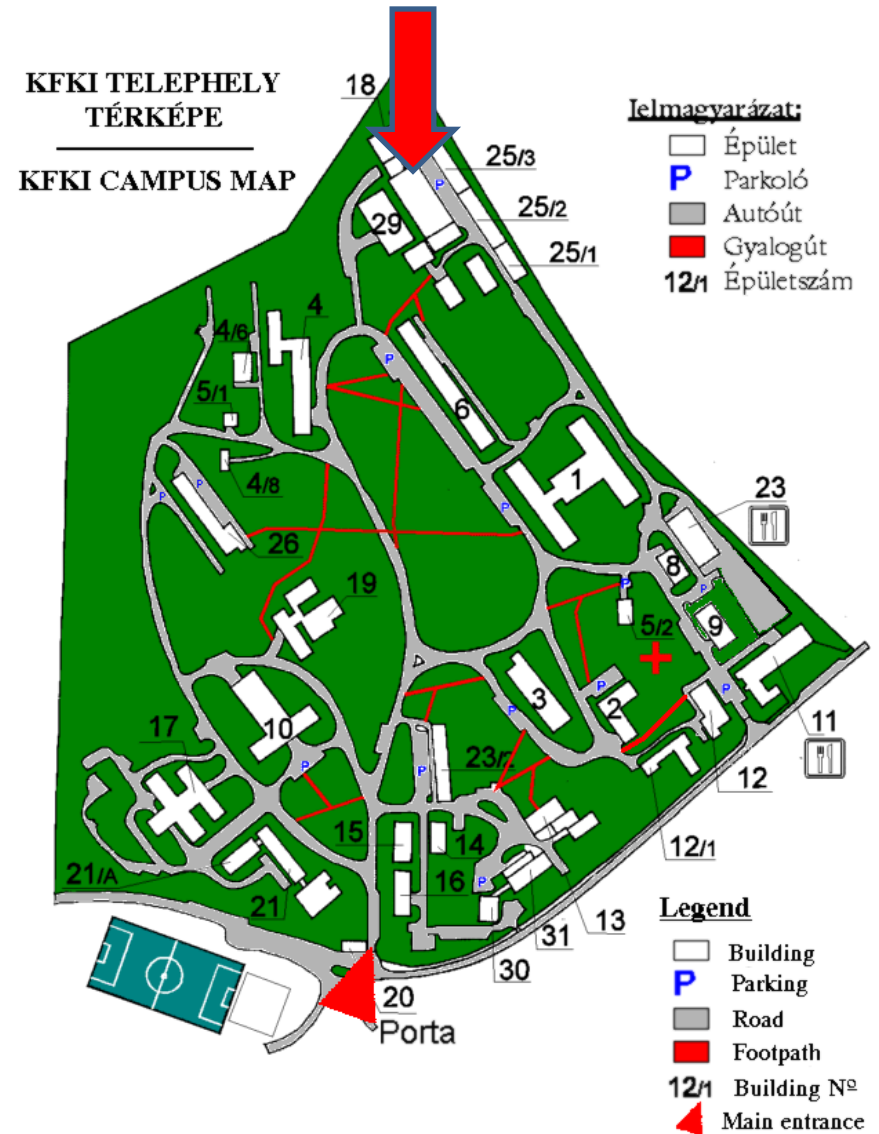 KFKI TELEPHELY
TÉRKÉPE
KFKI CAMPUS MAP
Jelmagyarázat:
Épület
P Parkoló
Autóút
Gyalogút
12/1 Épületszám
18
25/3
25/2
25/1
29
P
4
4/6
5/1
4/8
P
6
1
P
23
P
P
26
8
P
19
5/2
P
9
3
P
2
P
P
11
17
10
P
P
23/2
12
15
14
12/1
21/A
21
16
P
31
13
30
20
Porta
Legend
Building
P Parking
Road
Footpath
12/1 Building Nº
Main entrance